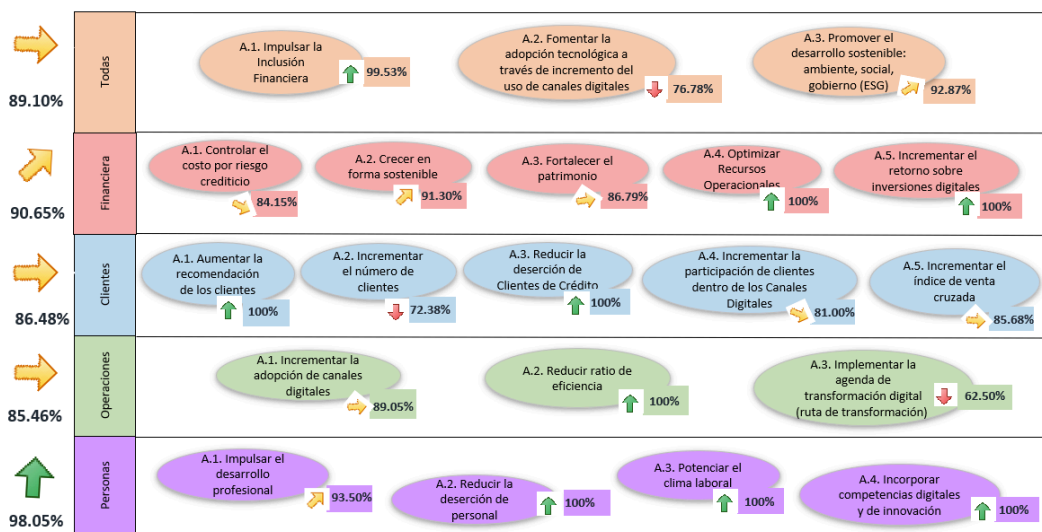 89.10%
Todas
A.1. Impulsar la
Inclusión
Financiera
99.53%
A.2. Fomentar la
adopción tecnológica a
través de incremento del
uso de canales digitales
76.78%
A.3. Promover el
desarrollo sostenible:
ambiente, social,
gobierno (ESG)
92.87%
90.65%
Financiera
A.1. Controlar el
costo por riesgo
crediticio
84.15%
A.2. Crecer en
forma sostenible
91.30%
A.3. Fortalecer el
patrimonio
86.79%
A.4. Optimizar
Recursos
Operacionales
100%
A.5. Incrementar el
retorno sobre
inversiones digitales
100%
86.48%
Clientes
A.1. Aumentar la
recomendación
de los clientes
100%
A.2. Incrementar
el número de
clientes
72.38%
A.3. Reducir la
deserción de
Clientes de Crédito
100%
A.4. Incrementar la
participación de clientes
dentro de los Canales
Digitales
81.00%
A.5. Incrementar el
índice de venta
cruzada
85.68%
85.46%
Operaciones
A.1. Incrementar la
adopción de canales
digitales
89.05%
A.2. Reducir ratio de
eficiencia
100%
A.3. Implementar la
agenda de
transformación digital
(ruta de transformación)
62.50%
98.05%
Personas
A.1. Impulsar el
desarrollo
profesional
93.50%
A.2. Reducir la
deserción de
personal
100%
A.3. Potenciar el
clima laboral
100%
A.4. Incorporar
competencias digitales
y de innovación
100%